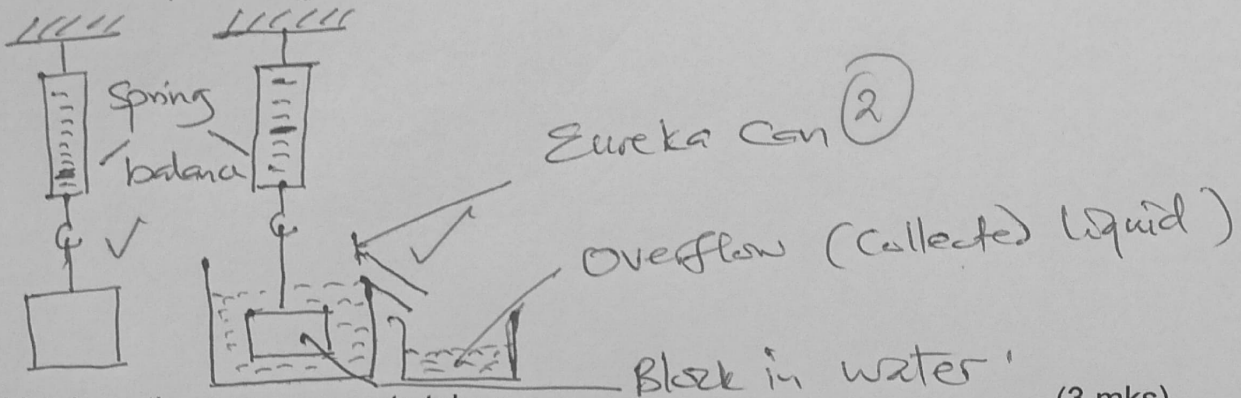 Spring
balance
Eureka Can ②
Overflow (Collected liquid)
Block in water
(2 mks)